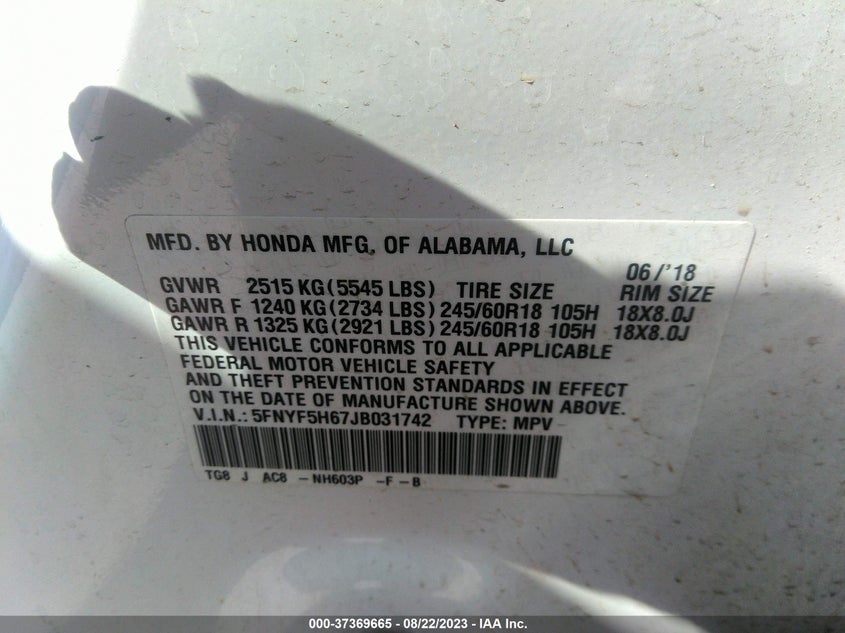 MFD. BY HONDA MFG. OF ALABAMA, LLC
06/'18
GVWR 2515 KG (5545 LBS) TIRE SIZE RIM SIZE
GAWR F 1240 KG (2734 LBS) 245/60R18 105H 18X8.0J
GAWR R 1325 KG (2921 LBS) 245/60R18 105H 18X8.0J
THIS VEHICLE CONFORMS TO ALL APPLICABLE
FEDERAL MOTOR VEHICLE SAFETY
AND THEFT PREVENTION STANDARDS IN EFFECT
ON THE DATE OF MANUFACTURE SHOWN ABOVE.
V.I.N.: 5FNYF5H67JB031742 TYPE: MPV
TG8 J AC8 -NH603P -F-B
000-37369665 - 08/22/2023 - IAA Inc.